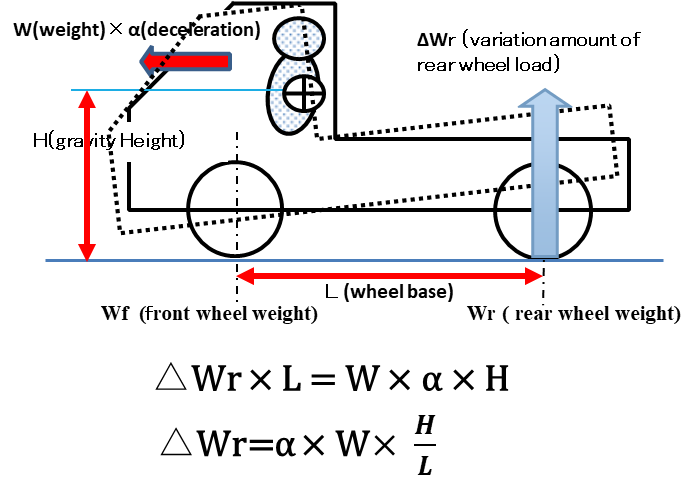 W(weight)×α(deceleration)
ΔWr (variation amount of
rear wheel load)
H(gravity Height)
L (wheel base)
Wf (front wheel weight)
Wr ( rear wheel weight)
△Wr×L=W×α×H
△Wr=α×W× H/L